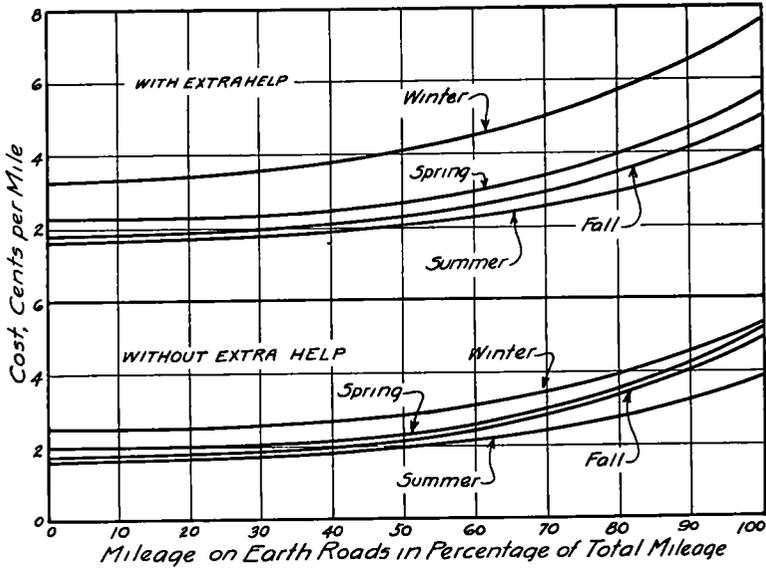 8
WITH EXTRA HELP
6
Winter
4
Spring
2
Fall
Summer
6
WITHOUT EXTRA HELP
Winter
4
Spring
2
Fall
Summer
0
0 10 20 30 40 50 60 70 80 90 100
Cost, Cents per Mile
Mileage on Earth Roads in Percentage of Total Mileage